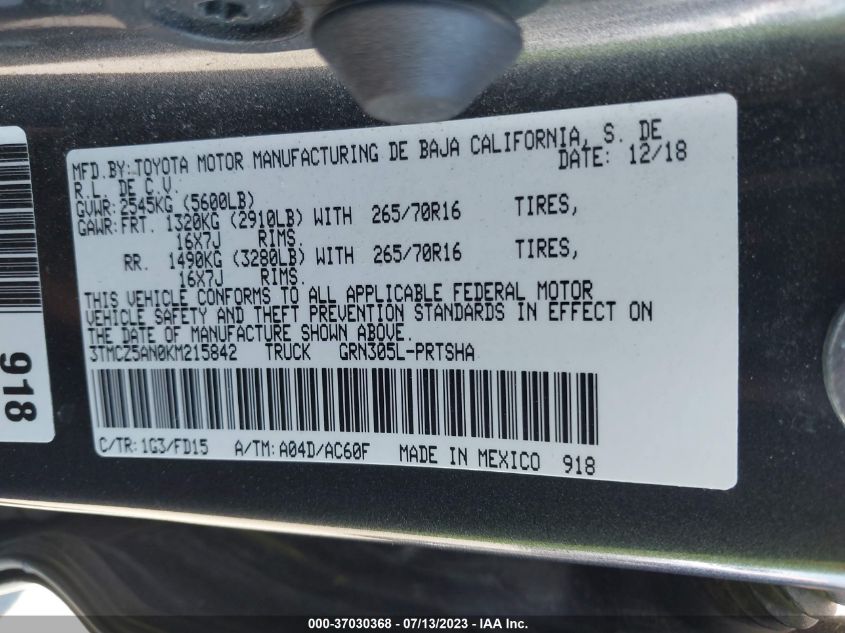 MFD.BY:TOYOTA MOTOR MANUFACTURING DE BAJA CALIFORNIA, S. DE
R.L. DE C.V. DATE: 12/18
GVWR:2545KG (5600LB)
GAWR:FRT. 1320KG (2910LB) WITH 265/70R16 TIRES,
16X7J RIMS.
RR. 1490KG (3280LB) WITH 265/70R16 TIRES,
16X7J RIMS.
THIS VEHICLE CONFORMS TO ALL APPLICABLE FEDERAL MOTOR
VEHICLE SAFETY AND THEFT PREVENTION STANDARDS IN EFFECT ON
THE DATE OF MANUFACTURE SHOWN ABOVE.
3TMCZ5AN0KM215842 TRUCK GRN305L-PRTSHA
C/TR:1G3/FD15 A/TM:A04D/AC60F MADE IN MEXICO 918
918
000-37030368 - 07/13/2023 - IAA Inc.